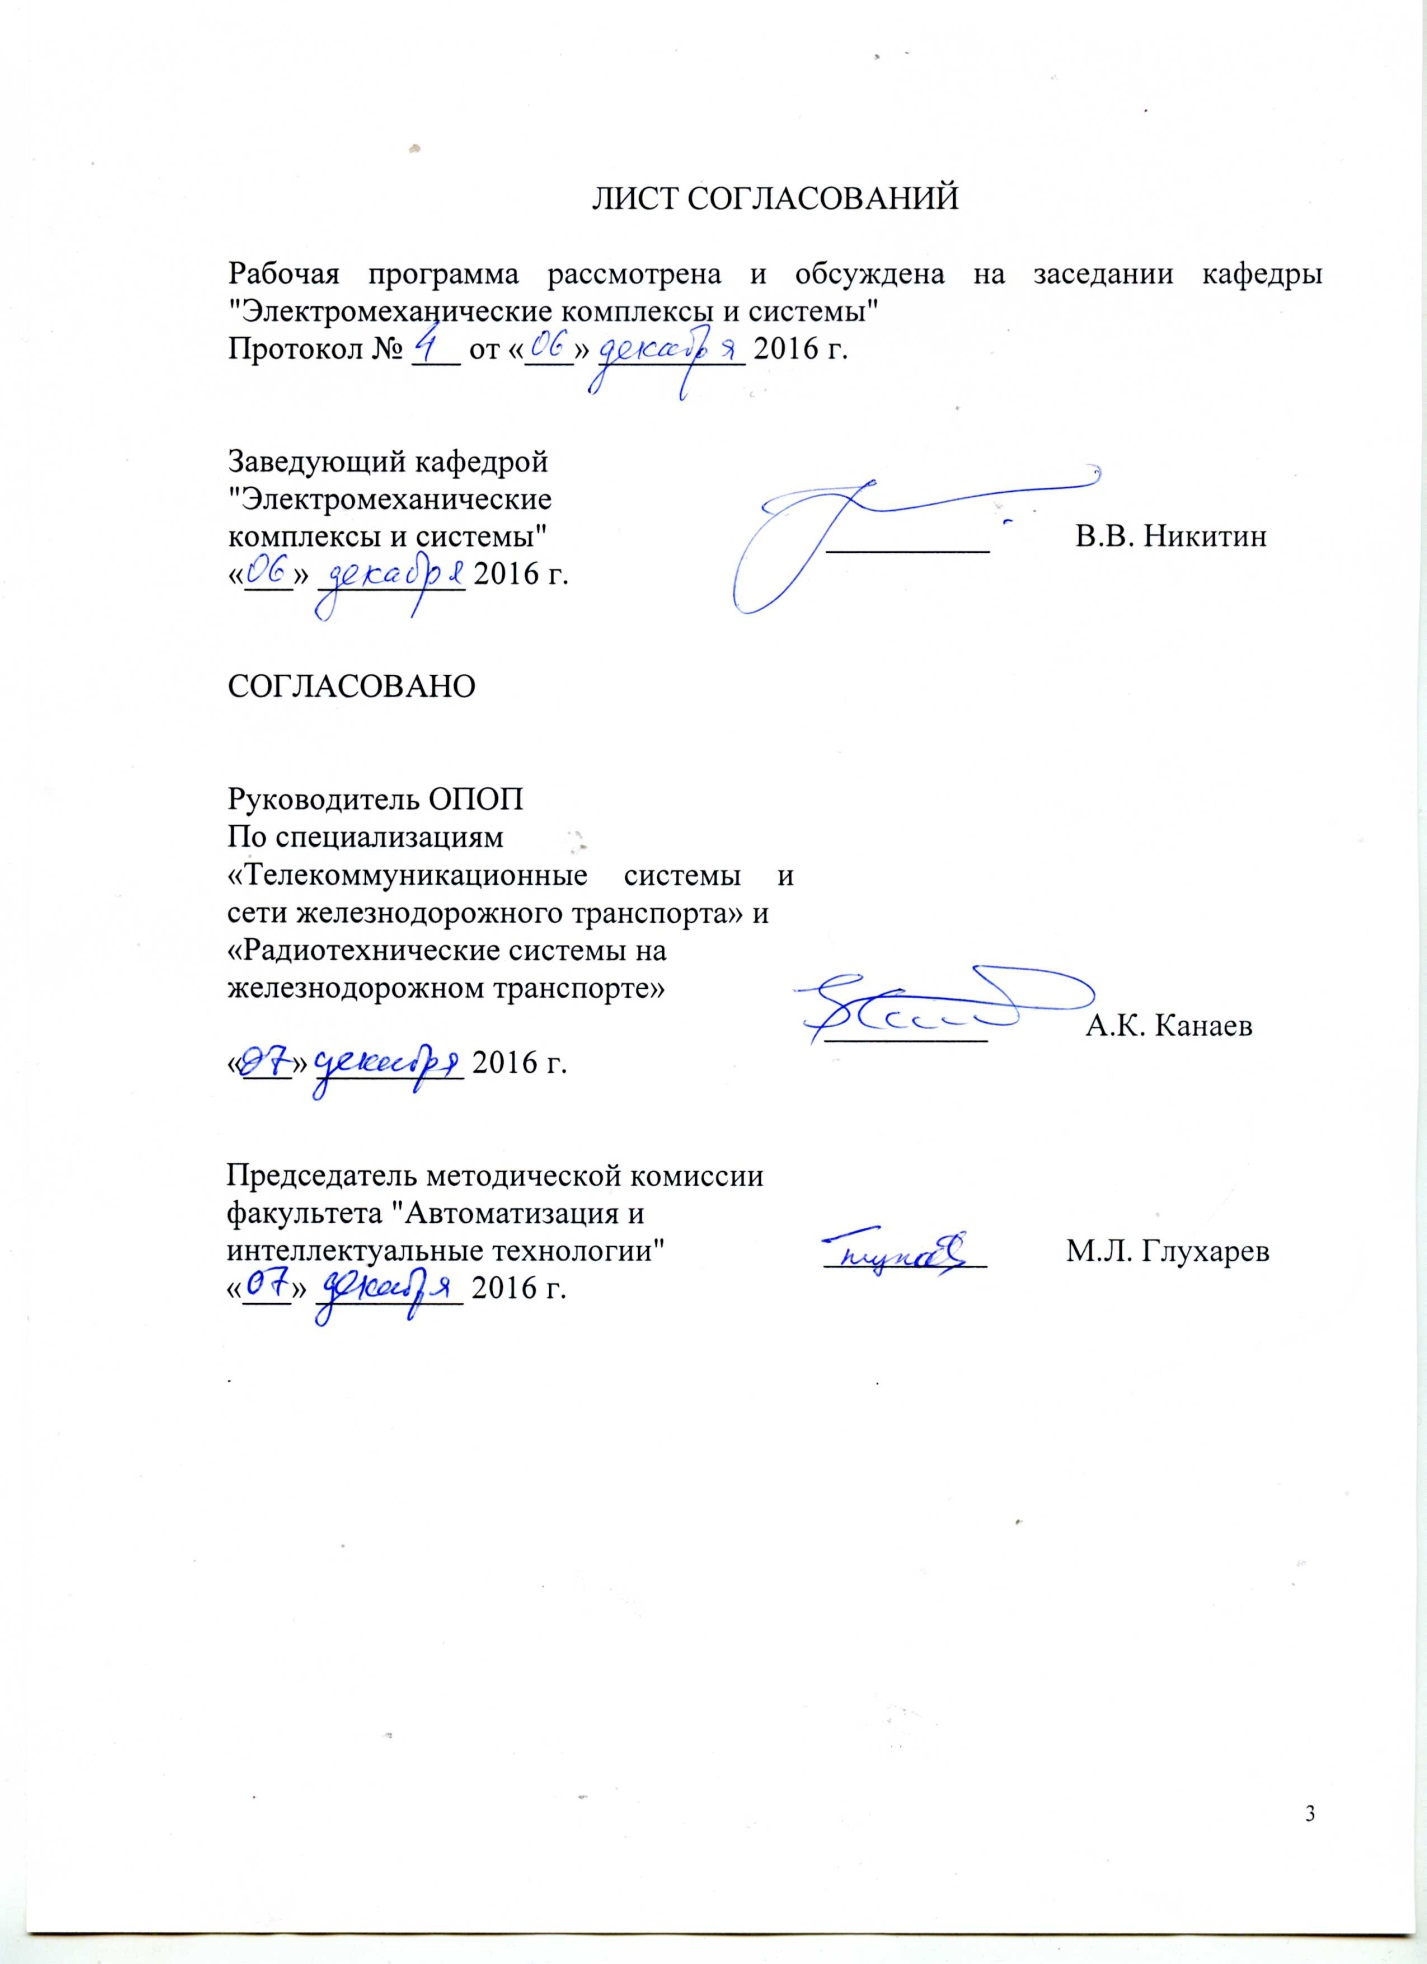 ЛИСТ СОГЛАСОВАНИЙ
Рабочая программа рассмотрена и обсуждена на заседании кафедры
"Электромеханические комплексы и системы"
Протокол № 4 от «06» декабря 2016 г.
Заведующий кафедрой
"Электромеханические
комплексы и системы" В.В. Никитин
«06» декабря 2016 г.
СОГЛАСОВАНО
Руководитель ОПОП
По специализациям
«Телекоммуникационные системы и
сети железнодорожного транспорта» и
«Радиотехнические системы на
железнодорожном транспорте»
А.К. Канаев
«07» декабря 2016 г.
Председатель методической комиссии
факультета "Автоматизация и
интеллектуальные технологии" М.Л. Глухарев
«07» декабря 2016 г.
3